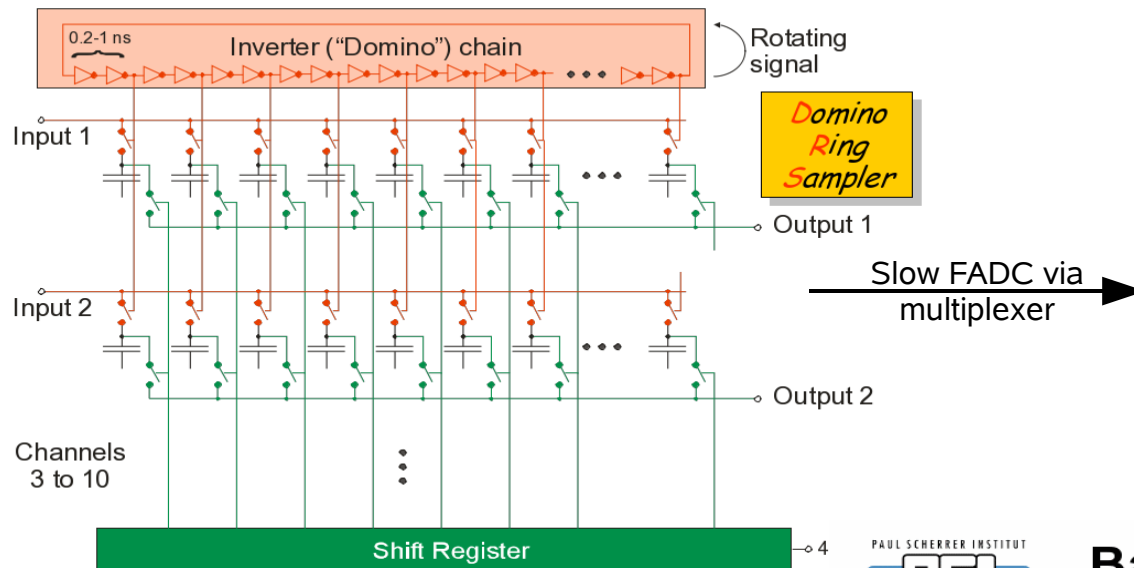 0.2-1 ns
Inverter (“Domino”) chain
Rotating
signal
Domino
Ring
Sampler
Input 1
Output 1
Slow FADC via
multiplexer
Input 2
Output 2
Channels
3 to 10
Shift Register
4
PAUL SCHERRER INSTITUT